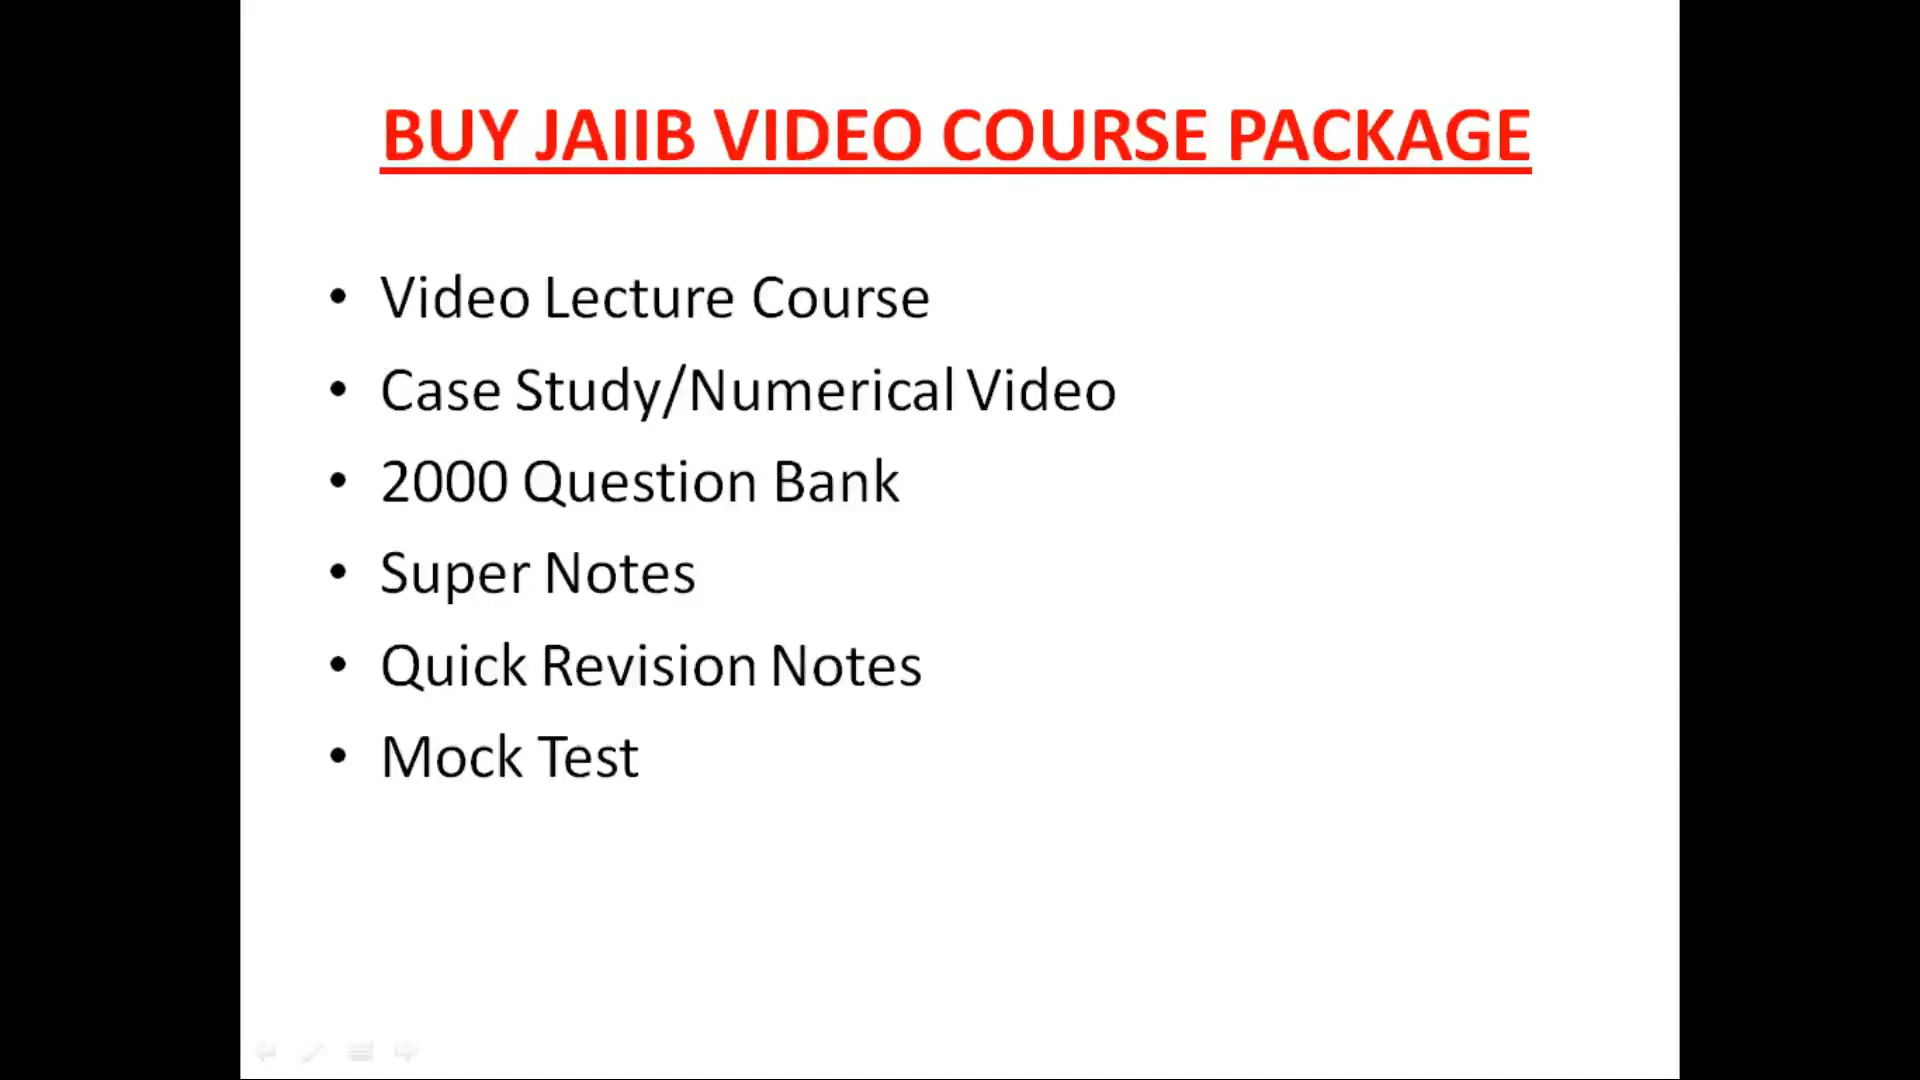 BUY JAIIB VIDEO COURSE PACKAGE
• Video Lecture Course
• Case Study/Numerical Video
• 2000 Question Bank
• Super Notes
• Quick Revision Notes
• Mock Test